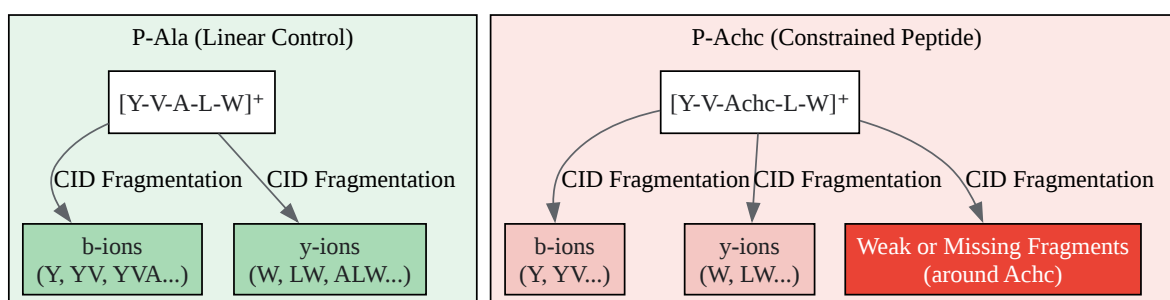 P-Ala (Linear Control)
[Y-V-A-L-W]⁺
CID Fragmentation
CID Fragmentation
b-ions
(Y, YV, YVA...)
y-ions
(W, LW, ALW...)
P-Achc (Constrained Peptide)
[Y-V-Achc-L-W]⁺
CID Fragmentation
CID Fragmentation
CID Fragmentation
b-ions
(Y, YV...)
y-ions
(W, LW...)
Weak or Missing Fragments
(around Achc)